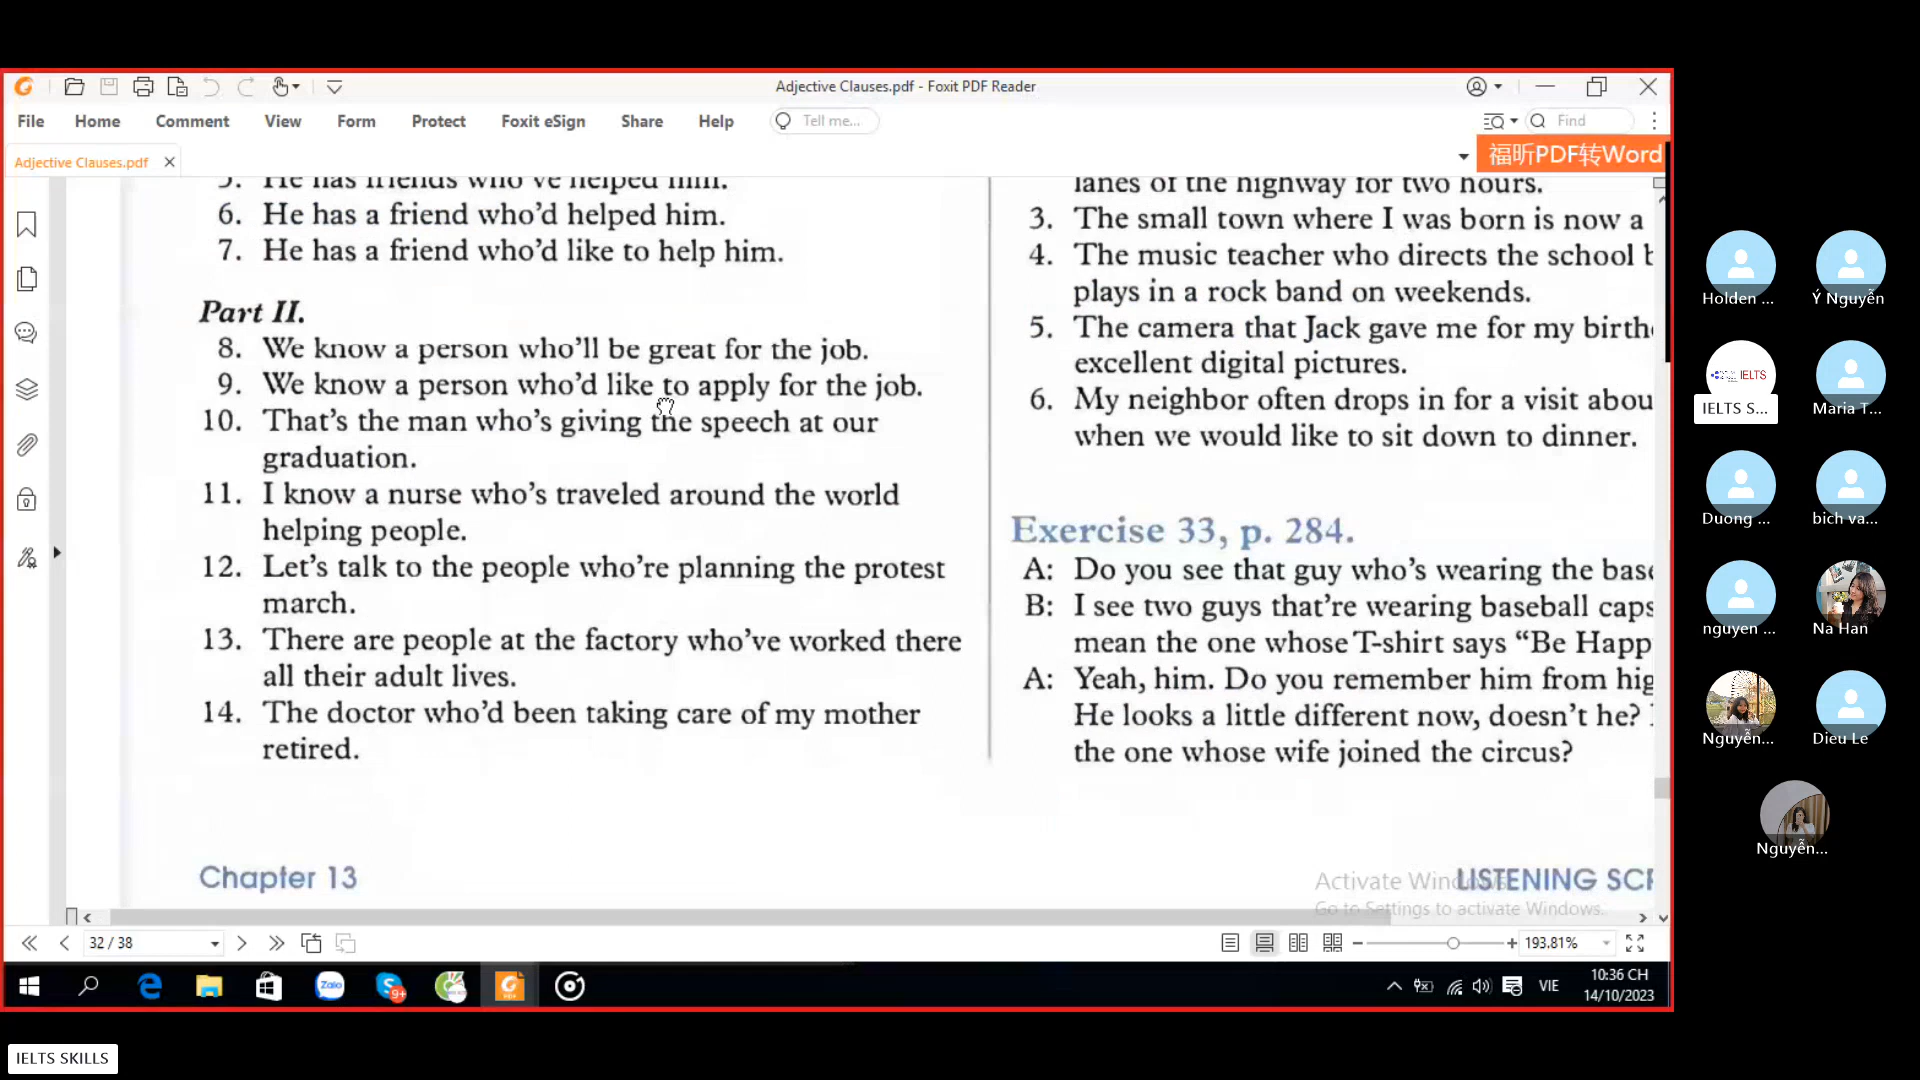 Adjective Clauses.pdf - Foxit PDF Reader
File Home Comment View Form Protect Foxit eSign Share Help Tell me... Find
Adjective Clauses.pdf
福昕PDF转Word
5. He has friends who've helped him.
6. He has a friend who'd helped him.
7. He has a friend who'd like to help him.
Part II.
8. We know a person who'll be great for the job.
9. We know a person who'd like to apply for the job.
10. That's the man who's giving the speech at our
graduation.
11. I know a nurse who's traveled around the world
helping people.
12. Let's talk to the people who're planning the protest
march.
13. There are people at the factory who've worked there
all their adult lives.
14. The doctor who'd been taking care of my mother
retired.
Chapter 13
lanes of the highway for two hours.
3. The small town where I was born is now a
4. The music teacher who directs the school b
plays in a rock band on weekends.
5. The camera that Jack gave me for my birth
excellent digital pictures.
6. My neighbor often drops in for a visit abou
when we would like to sit down to dinner.
Exercise 33, p. 284.
A: Do you see that guy who's wearing the base
B: I see two guys that're wearing baseball caps
mean the one whose T-shirt says “Be Happ
A: Yeah, him. Do you remember him from hig
He looks a little different now, doesn't he?
the one whose wife joined the circus?
LISTENING SCR
Activate Windows
Go to Settings to activate Windows.
32 / 38
193.81%
Zalo
9+
VIE
10:36 CH
14/10/2023
Holden ...
Ý Nguyễn
IELTS
IELTS S...
Maria T...
Duong ...
bich va...
nguyen ...
Na Han
Nguyễn...
Dieu Le
Nguyễn...
IELTS SKILLS